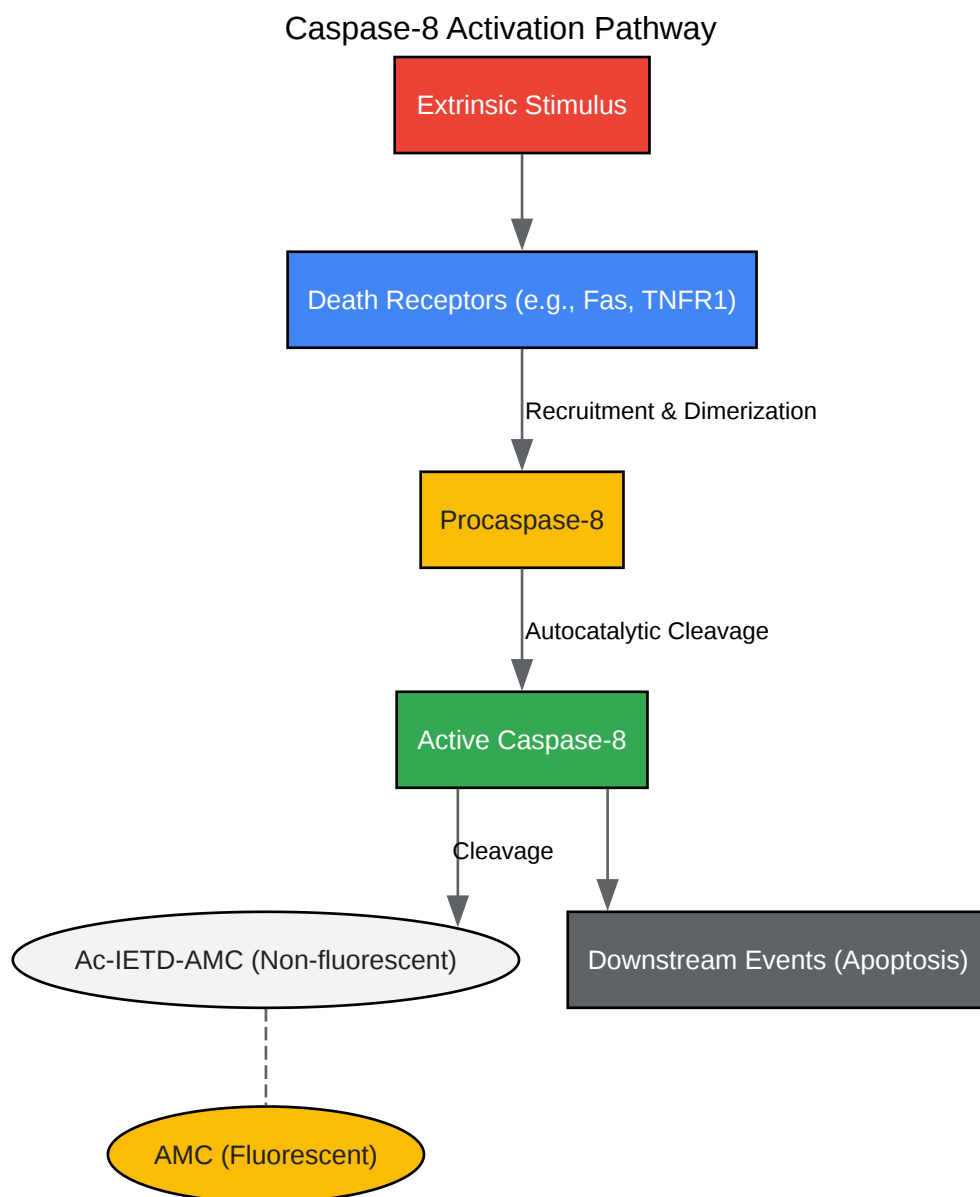 Caspase-8 Activation Pathway
Extrinsic Stimulus
Death Receptors (e.g., Fas, TNFR1)
Recruitment & Dimerization
Procaspase-8
Autocatalytic Cleavage
Active Caspase-8
Cleavage
Ac-IETD-AMC (Non-fluorescent)
Downstream Events (Apoptosis)
AMC (Fluorescent)